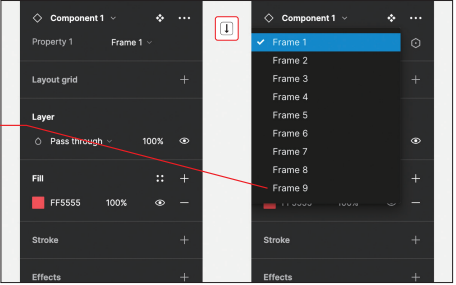 Component 1
Property 1 Frame 1
Layout grid
Layer
Pass through 100%
Fill
FF5555 100%
Stroke
Effects
Component 1
Frame 1
Frame 2
Frame 3
Frame 4
Frame 5
Frame 6
Frame 7
Frame 8
Frame 9
FF5555 100%
Stroke
Effects